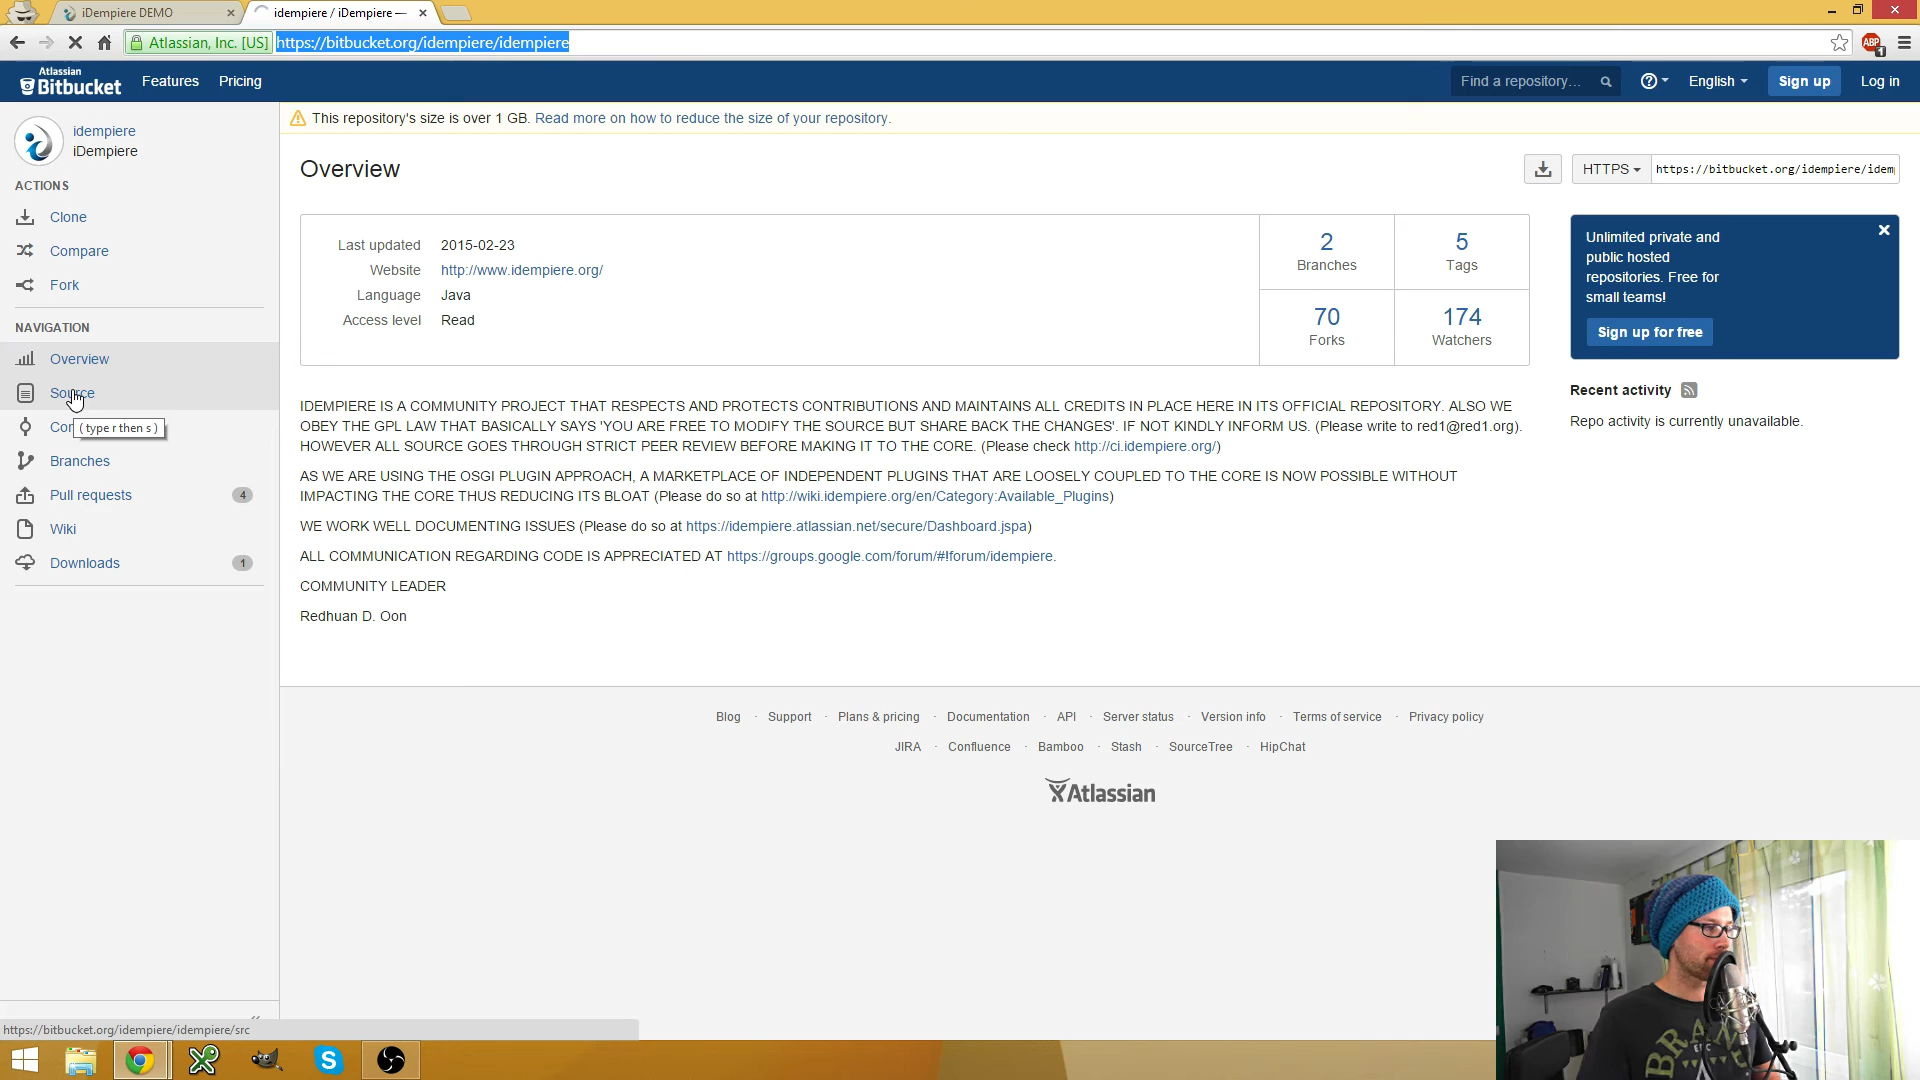 iDempiere DEMO
idempiere / iDempiere —
Atlassian, Inc. [US]
https://bitbucket.org/idempiere/idempiere
ABP
1
Atlassian
Bitbucket
Features
Pricing
Find a repository...
English
Sign up
Log in
idempiere
iDempiere
ACTIONS
Clone
Compare
Fork
NAVIGATION
Overview
Source
( type r then s )
Branches
Pull requests
4
Wiki
Downloads
1
This repository's size is over 1 GB. Read more on how to reduce the size of your repository.
Overview
HTTPS
https://bitbucket.org/idempiere/idem
Last updated 2015-02-23
Website http://www.idempiere.org/
Language Java
Access level Read
2
Branches
5
Tags
70
Forks
174
Watchers
Unlimited private and
public hosted
repositories. Free for
small teams!
Sign up for free
Recent activity
Repo activity is currently unavailable.
IDEMPIERE IS A COMMUNITY PROJECT THAT RESPECTS AND PROTECTS CONTRIBUTIONS AND MAINTAINS ALL CREDITS IN PLACE HERE IN ITS OFFICIAL REPOSITORY. ALSO WE
OBEY THE GPL LAW THAT BASICALLY SAYS 'YOU ARE FREE TO MODIFY THE SOURCE BUT SHARE BACK THE CHANGES'. IF NOT KINDLY INFORM US. (Please write to red1@red1.org).
HOWEVER ALL SOURCE GOES THROUGH STRICT PEER REVIEW BEFORE MAKING IT TO THE CORE. (Please check http://ci.idempiere.org/)
AS WE ARE USING THE OSGI PLUGIN APPROACH, A MARKETPLACE OF INDEPENDENT PLUGINS THAT ARE LOOSELY COUPLED TO THE CORE IS NOW POSSIBLE WITHOUT
IMPACTING THE CORE THUS REDUCING ITS BLOAT (Please do so at http://wiki.idempiere.org/en/Category:Available_Plugins)
WE WORK WELL DOCUMENTING ISSUES (Please do so at https://idempiere.atlassian.net/secure/Dashboard.jspa)
ALL COMMUNICATION REGARDING CODE IS APPRECIATED AT https://groups.google.com/forum/#!forum/idempiere.
COMMUNITY LEADER
Redhuan D. Oon
Blog · Support · Plans & pricing · Documentation · API · Server status · Version info · Terms of service · Privacy policy
JIRA · Confluence · Bamboo · Stash · SourceTree · HipChat
Atlassian
https://bitbucket.org/idempiere/idempiere/src